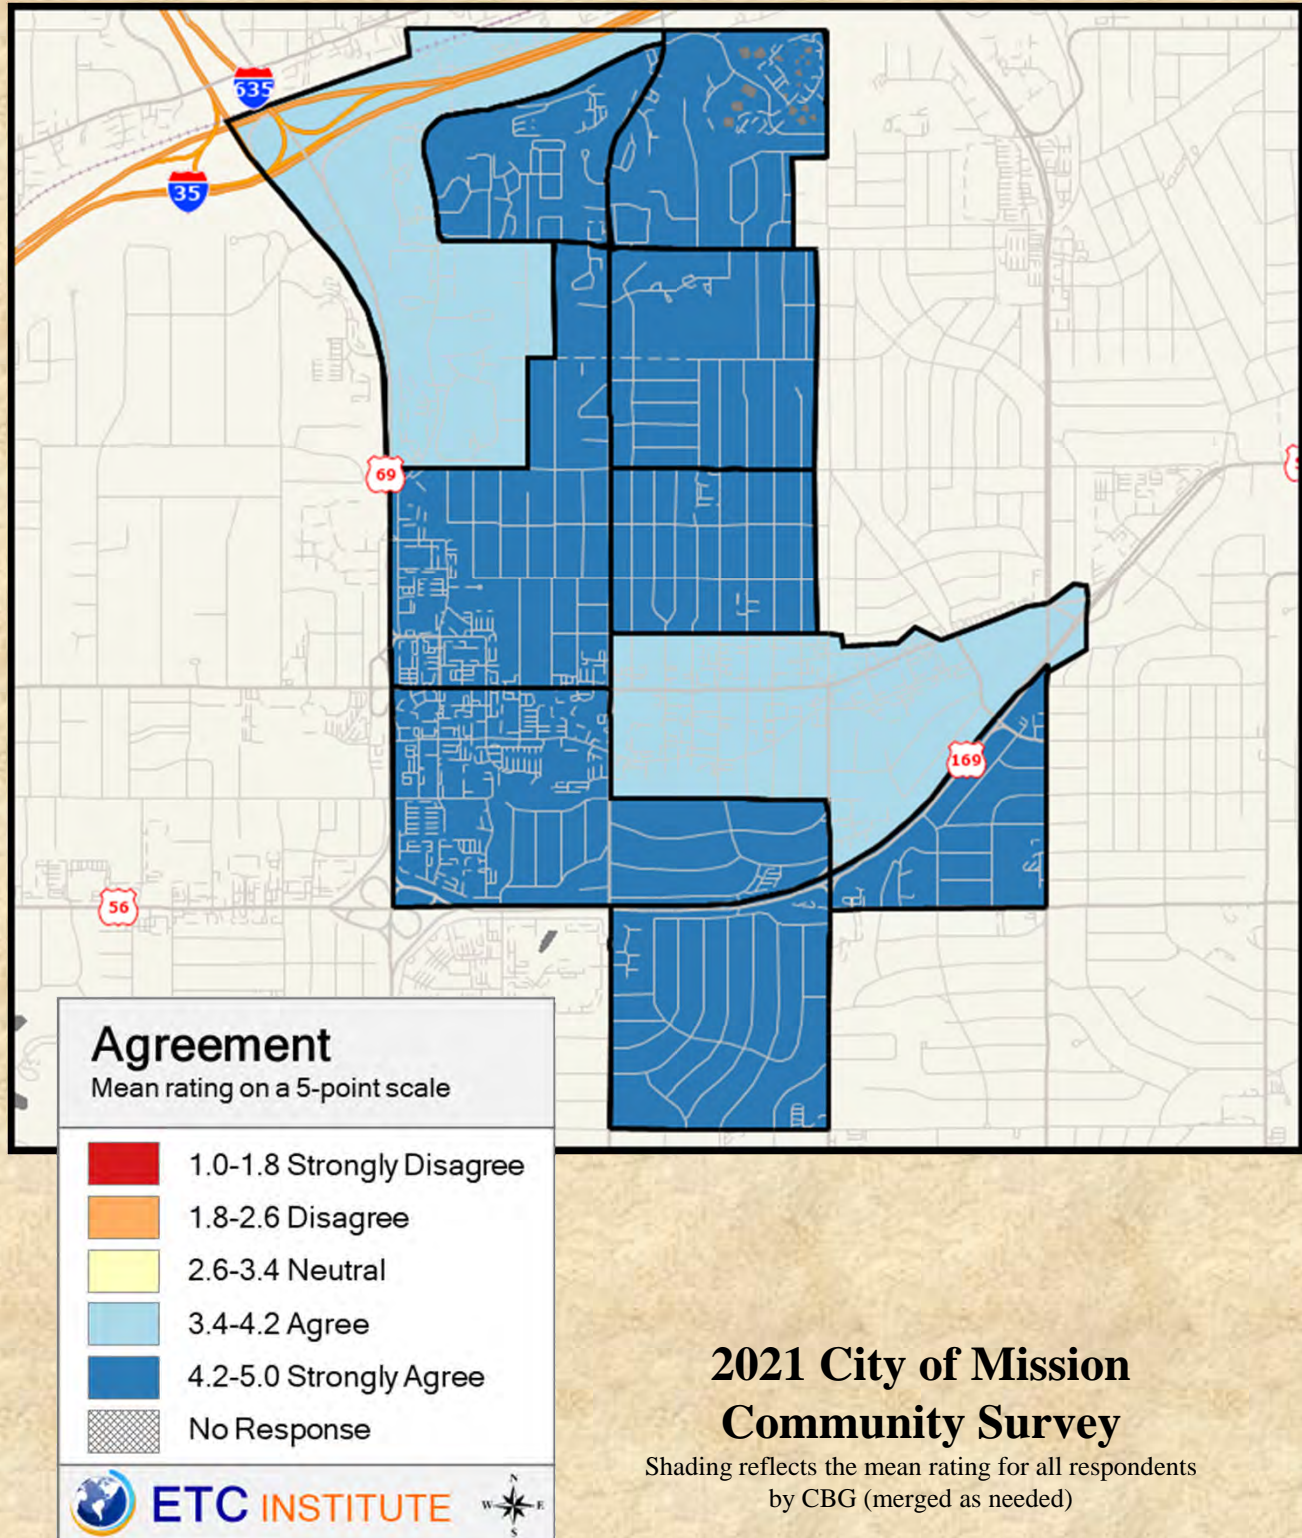 635
35
69
169
56
Agreement
Mean rating on a 5-point scale
1.0-1.8 Strongly Disagree
1.8-2.6 Disagree
2.6-3.4 Neutral
3.4-4.2 Agree
4.2-5.0 Strongly Agree
No Response
ETC INSTITUTE
N
W E
S
2021 City of Mission
Community Survey
Shading reflects the mean rating for all respondents
by CBG (merged as needed)